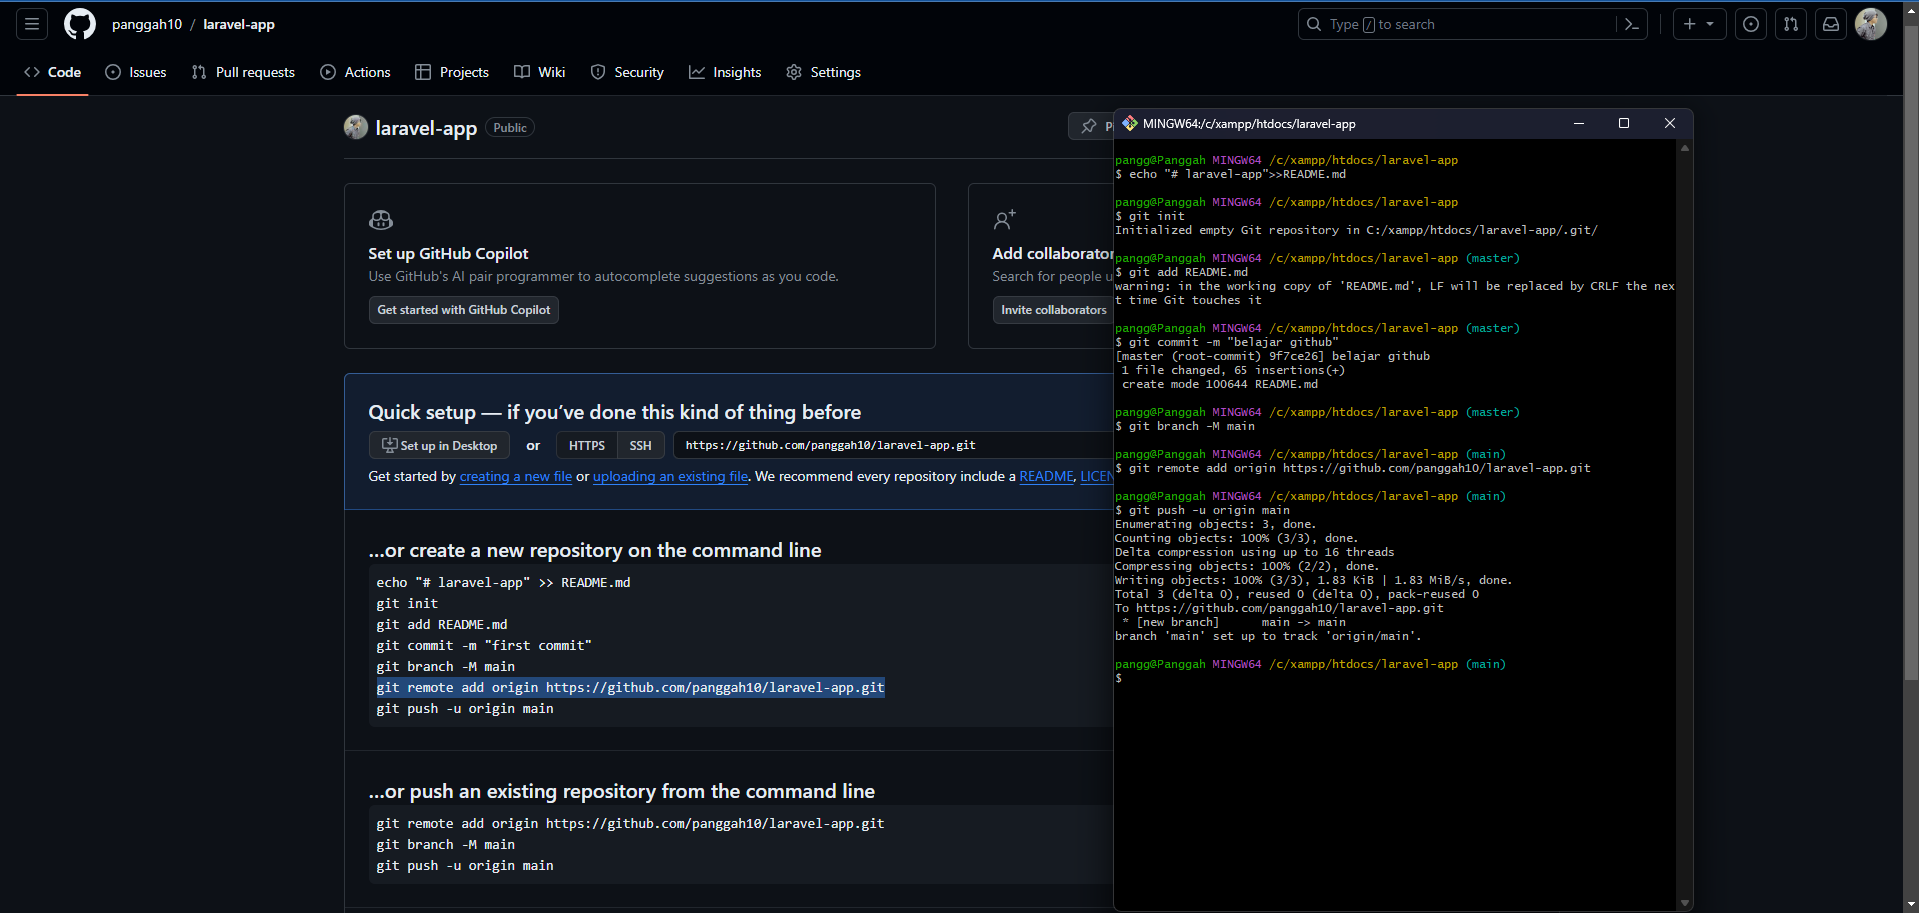 panggah10 / laravel-app
Type / to search
Code
Issues
Pull requests
Actions
Projects
Wiki
Security
Insights
Settings
laravel-app Public
Set up GitHub Copilot
Use GitHub's AI pair programmer to autocomplete suggestions as you code.
Get started with GitHub Copilot
Add collaborator
Search for people u
Invite collaborators
Quick setup — if you’ve done this kind of thing before
Set up in Desktop or HTTPS SSH https://github.com/panggah10/laravel-app.git
Get started by creating a new file or uploading an existing file. We recommend every repository include a README, LICEN
…or create a new repository on the command line
echo "# laravel-app" >> README.md
git init
git add README.md
git commit -m "first commit"
git branch -M main
git remote add origin https://github.com/panggah10/laravel-app.git
git push -u origin main
…or push an existing repository from the command line
git remote add origin https://github.com/panggah10/laravel-app.git
git branch -M main
git push -u origin main
MINGW64:/c/xampp/htdocs/laravel-app
pangg@Panggah MINGW64 /c/xampp/htdocs/laravel-app
$ echo "# laravel-app">>README.md
pangg@Panggah MINGW64 /c/xampp/htdocs/laravel-app
$ git init
Initialized empty Git repository in C:/xampp/htdocs/laravel-app/.git/
pangg@Panggah MINGW64 /c/xampp/htdocs/laravel-app (master)
$ git add README.md
warning: in the working copy of 'README.md', LF will be replaced by CRLF the nex
t time Git touches it
pangg@Panggah MINGW64 /c/xampp/htdocs/laravel-app (master)
$ git commit -m "belajar github"
[master (root-commit) 9f7ce26] belajar github
1 file changed, 65 insertions(+)
create mode 100644 README.md
pangg@Panggah MINGW64 /c/xampp/htdocs/laravel-app (master)
$ git branch -M main
pangg@Panggah MINGW64 /c/xampp/htdocs/laravel-app (main)
$ git remote add origin https://github.com/panggah10/laravel-app.git
pangg@Panggah MINGW64 /c/xampp/htdocs/laravel-app (main)
$ git push -u origin main
Enumerating objects: 3, done.
Counting objects: 100% (3/3), done.
Delta compression using up to 16 threads
Compressing objects: 100% (2/2), done.
Writing objects: 100% (3/3), 1.83 KiB | 1.83 MiB/s, done.
Total 3 (delta 0), reused 0 (delta 0), pack-reused 0
To https://github.com/panggah10/laravel-app.git
* [new branch] main -> main
branch 'main' set up to track 'origin/main'.
pangg@Panggah MINGW64 /c/xampp/htdocs/laravel-app (main)
$